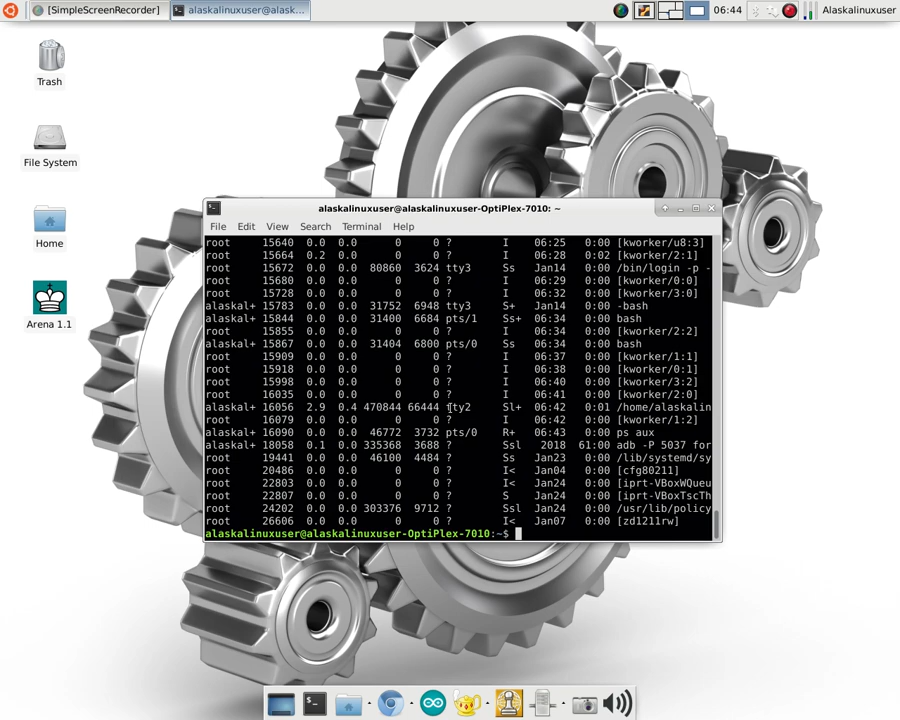 [SimpleScreenRecorder]
alaskalinuxuser@alask...
06:44
Alaskalinuxuser
Trash
File System
Home
Arena 1.1
alaskalinuxuser@alaskalinuxuser-OptiPlex-7010: ~
File Edit View Search Terminal Help
root 15640 0.0 0.0 0 0 ? I 06:25 0:00 [kworker/u8:3]
root 15664 0.2 0.0 0 0 ? I 06:28 0:02 [kworker/2:1]
root 15672 0.0 0.0 80860 3624 tty3 Ss Jan14 0:00 /bin/login -p -
root 15680 0.0 0.0 0 0 ? I 06:29 0:00 [kworker/0:0]
root 15728 0.0 0.0 0 0 ? I 06:32 0:00 [kworker/3:0]
alaskal+ 15783 0.0 0.0 31752 6948 tty3 S+ Jan14 0:00 -bash
alaskal+ 15844 0.0 0.0 31400 6684 pts/1 Ss+ 06:34 0:00 bash
root 15855 0.0 0.0 0 0 ? I 06:34 0:00 [kworker/2:2]
alaskal+ 15867 0.0 0.0 31404 6800 pts/0 Ss 06:34 0:00 bash
root 15909 0.0 0.0 0 0 ? I 06:37 0:00 [kworker/1:1]
root 15918 0.0 0.0 0 0 ? I 06:38 0:00 [kworker/0:1]
root 15998 0.0 0.0 0 0 ? I 06:40 0:00 [kworker/3:2]
root 16035 0.0 0.0 0 0 ? I 06:41 0:00 [kworker/2:0]
alaskal+ 16056 2.9 0.4 470844 66444 tty2 Sl+ 06:42 0:01 /home/alaskalin
root 16079 0.0 0.0 0 0 ? I 06:42 0:00 [kworker/1:2]
alaskal+ 16090 0.0 0.0 46772 3732 pts/0 R+ 06:43 0:00 ps aux
alaskal+ 18058 0.1 0.0 335368 3688 ? Ssl 2018 61:00 adb -P 5037 for
root 19441 0.0 0.0 46100 4484 ? Ss Jan23 0:00 /lib/systemd/sy
root 20486 0.0 0.0 0 0 ? I< Jan04 0:00 [cfg80211]
root 22803 0.0 0.0 0 0 ? I< Jan24 0:00 [iprt-VBoxWQueu
root 22807 0.0 0.0 0 0 ? S Jan24 0:00 [iprt-VBoxTscTh
root 24202 0.0 0.0 303376 9712 ? Ssl Jan24 0:00 /usr/lib/policy
root 26606 0.0 0.0 0 0 ? I< Jan07 0:00 [zd1211rw]
alaskalinuxuser@alaskalinuxuser-OptiPlex-7010:~$